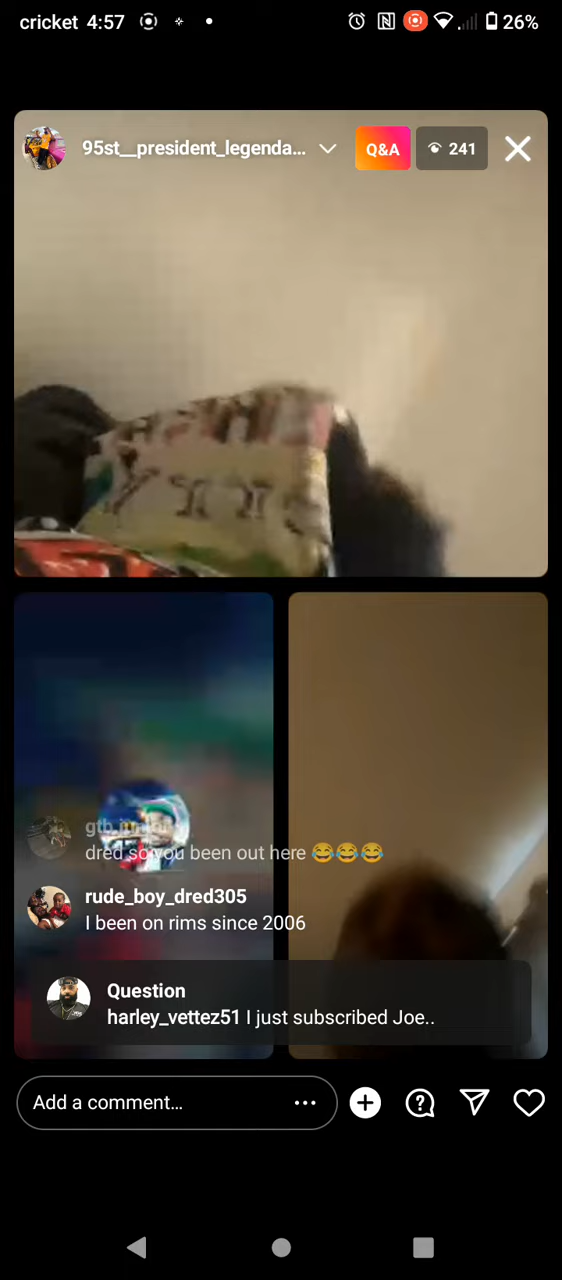 cricket 4:57 26%
95st__president_legenda... Q&A 241
dred so you been out here 😂😂😂
rude_boy_dred305
I been on rims since 2006
Question
harley_vettez51 I just subscribed Joe..
Add a comment...